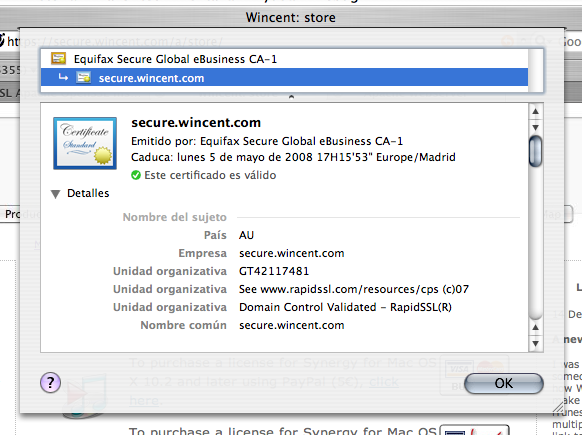 Wincent: store
https://secure.wincent.com/a/store/
Equifax Secure Global eBusiness CA-1
secure.wincent.com
Certificate
Standard
secure.wincent.com
Emitido por: Equifax Secure Global eBusiness CA-1
Caduca: lunes 5 de mayo de 2008 17H15'53" Europe/Madrid
Este certificado es válido
Detalles
Nombre del sujeto
País AU
Empresa secure.wincent.com
Unidad organizativa GT42117481
Unidad organizativa See www.rapidssl.com/resources/cps (c)07
Unidad organizativa Domain Control Validated - RapidSSL(R)
Nombre común secure.wincent.com
? OK
To purchase a license for Synergy for Mac OS
X 10.2 and later using PayPal ($5), click
here.
To purchase a license for Synergy for Mac OS